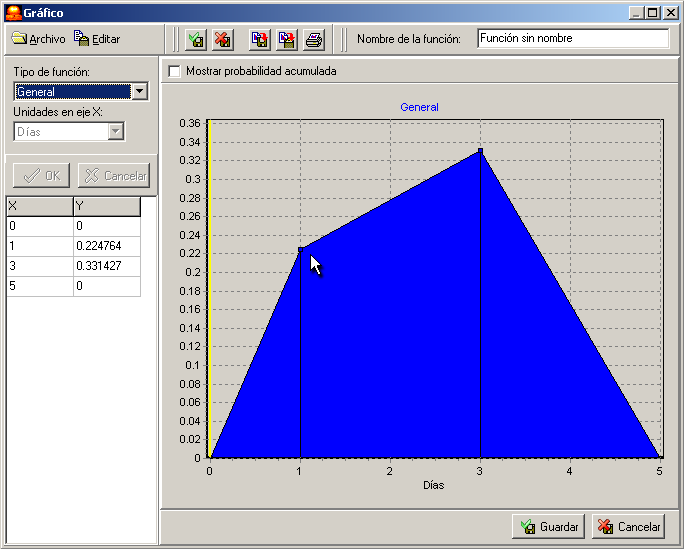 Gráfico
Archivo Editar Nombre de la función: Función sin nombre
Tipo de función:
General
Unidades en eje X:
Días
OK Cancelar
X Y
0 0
1 0.224764
3 0.331427
5 0
Mostrar probabilidad acumulada
General
0.36
0.34
0.32
0.3
0.28
0.26
0.24
0.22
0.2
0.18
0.16
0.14
0.12
0.1
0.08
0.06
0.04
0.02
0
0 1 2 3 4 5
Días
Guardar Cancelar